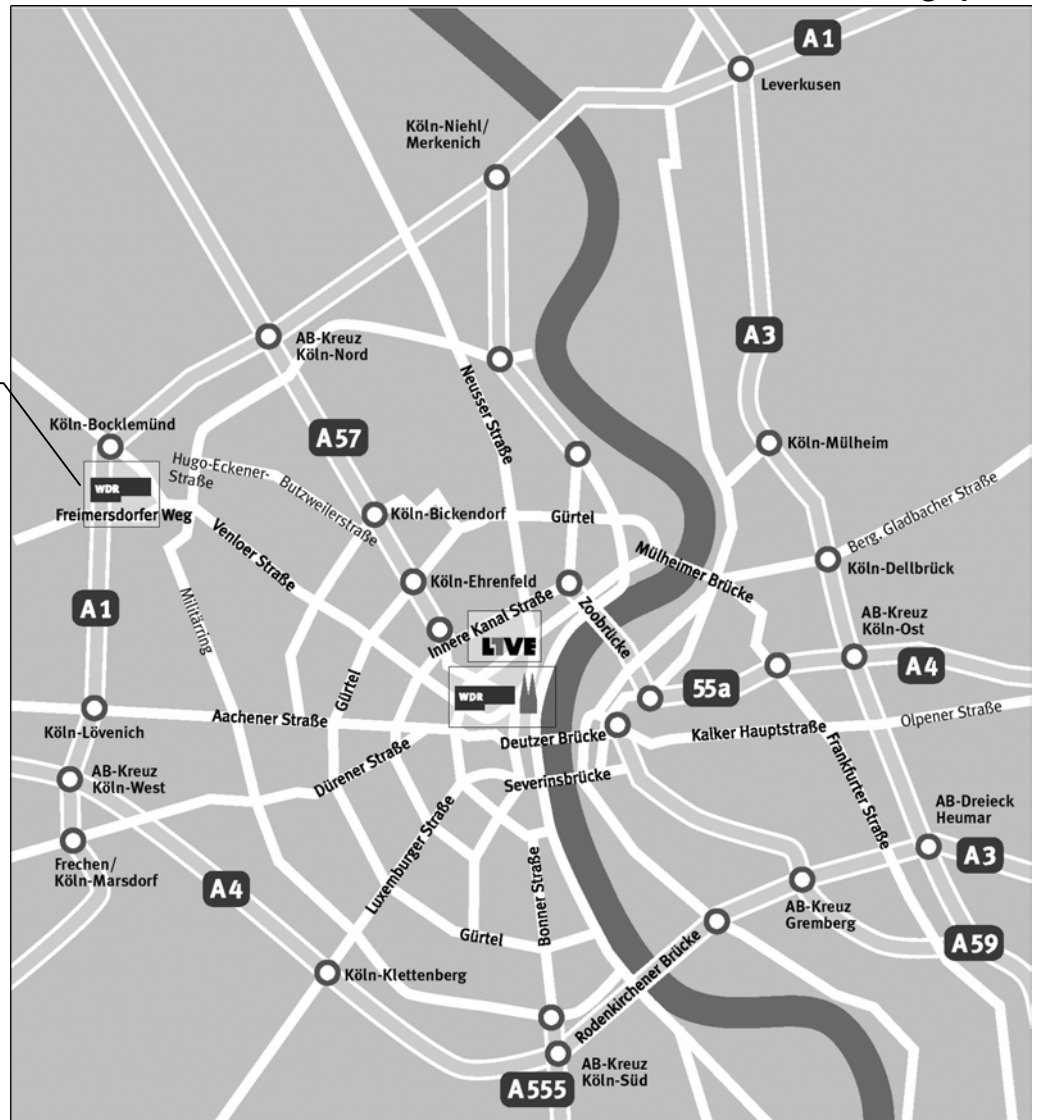 A1
Leverkusen
Köln-Niehl/
Merkenich
A3
AB-Kreuz
Köln-Nord
Neusser Straße
Köln-Bocklemünd
A57
Köln-Mülheim
Hugo-Eckener-
Straße
Butzweilerstraße
WDR
Freimersdorfer Weg
Köln-Bickendorf
Gürtel
Berg. Gladbacher Straße
Venloer Straße
Mülheimer Brücke
Köln-Dellbrück
Köln-Ehrenfeld
A1
Militärring
Innere Kanal Straße
Zoobrücke
AB-Kreuz
Köln-Ost
L1VE
A4
WDR
55a
Gürtel
Köln-Lövenich
Aachener Straße
Deutzer Brücke
Kalker Hauptstraße
Olpener Straße
Dürener Straße
AB-Kreuz
Köln-West
Severinsbrücke
Frankfurter Straße
AB-Dreieck
Heumar
Luxemburger Straße
Frechen/
Köln-Marsdorf
A3
A4
Bonner Straße
AB-Kreuz
Gremberg
Gürtel
A59
Köln-Klettenberg
Rodenkirchener Brücke
AB-Kreuz
Köln-Süd
A555